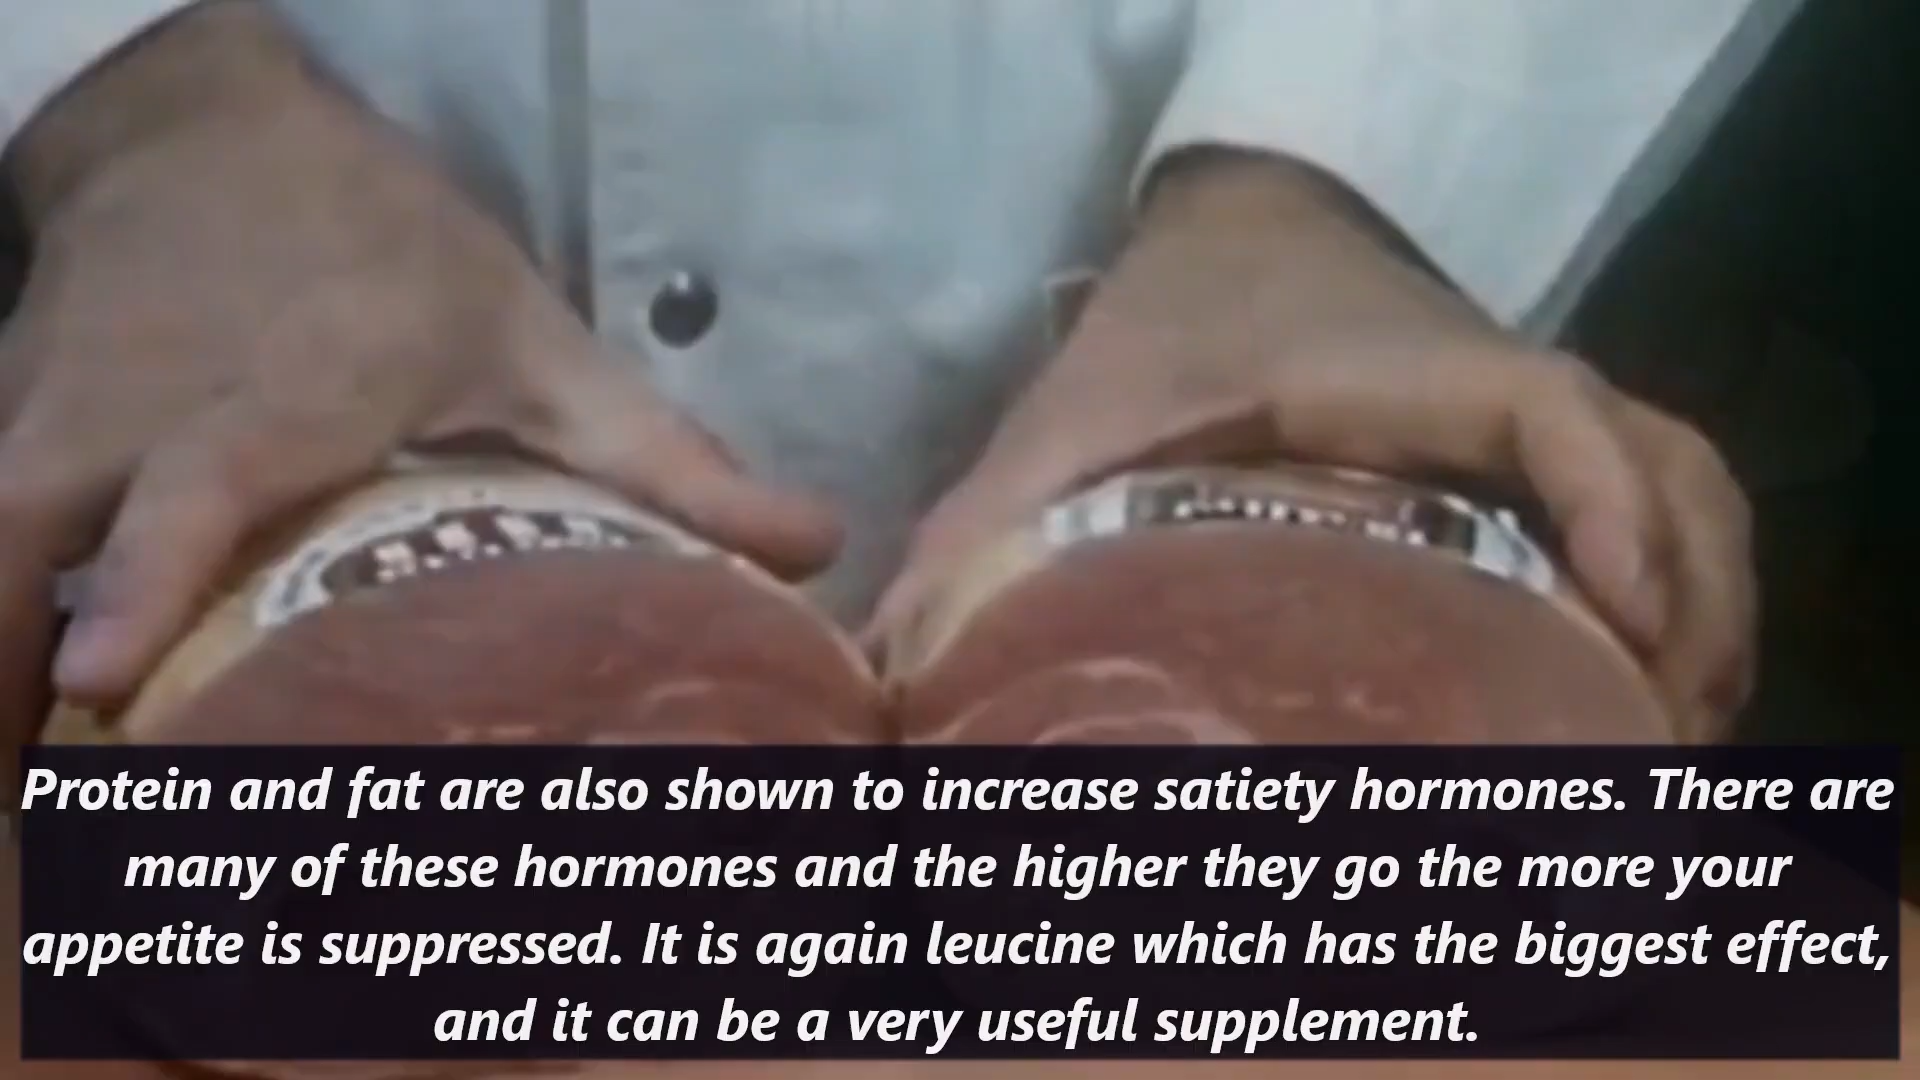 Protein and fat are also shown to increase satiety hormones. There are
many of these hormones and the higher they go the more your
appetite is suppressed. It is again leucine which has the biggest effect,
and it can be a very useful supplement.